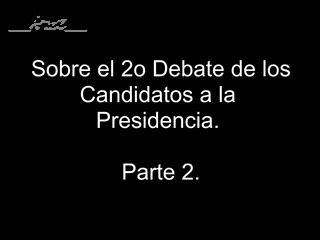 Sobre el 2o Debate de los
Candidatos a la
Presidencia.
Parte 2.